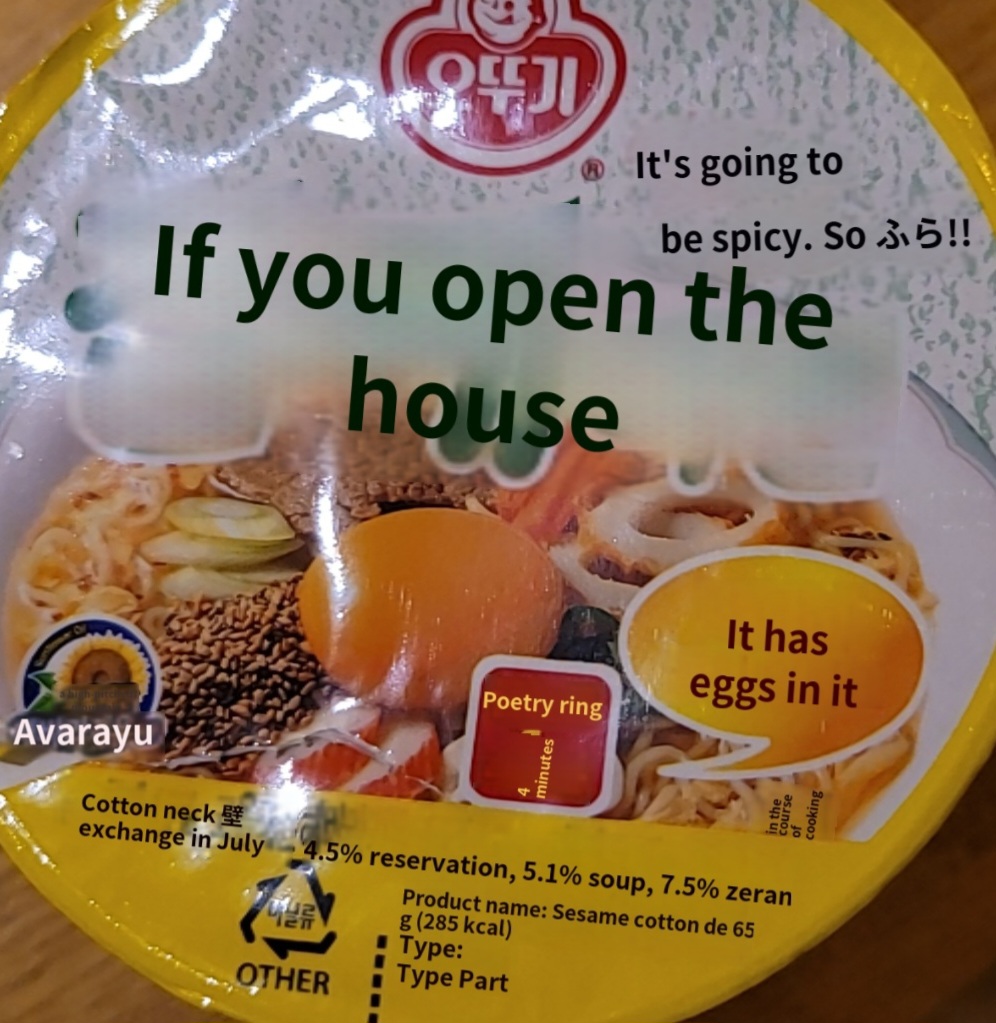 오뚜기
®
It's going to
be spicy. So ふら!!
If you open the
house
It has
eggs in it
Poetry ring
4
minutes
Avarayu
in the
course
of
cooking
Cotton neck 壁
exchange in July
4.5% reservation, 5.1% soup, 7.5% zeran
Product name: Sesame cotton de 65
g (285 kcal)
Type:
Type Part
OTHER